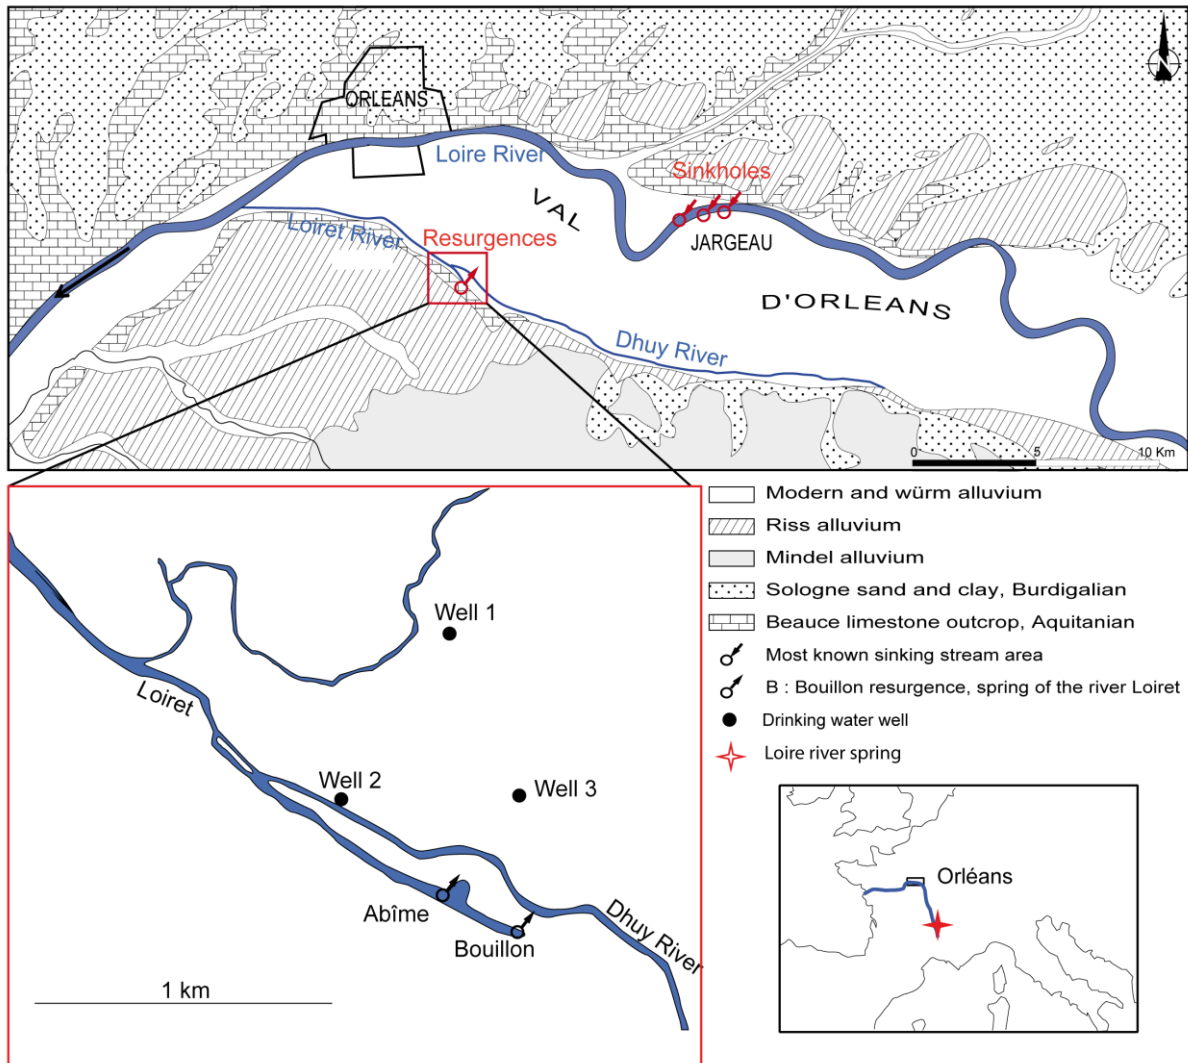 N
ORLEANS
Loire River
Sinkholes
VAL
Loiret River
Resurgences
JARGEAU
D'ORLEANS
Dhuy River
0 5 10 Km
Modern and würm alluvium
Riss alluvium
Mindel alluvium
Sologne sand and clay, Burdigalian
Beauce limestone outcrop, Aquitanian
Most known sinking stream area
B : Bouillon resurgence, spring of the river Loiret
Drinking water well
Loire river spring
Well 1
Loiret
Well 2
Well 3
Abîme
Bouillon
Dhuy River
1 km
Orléans